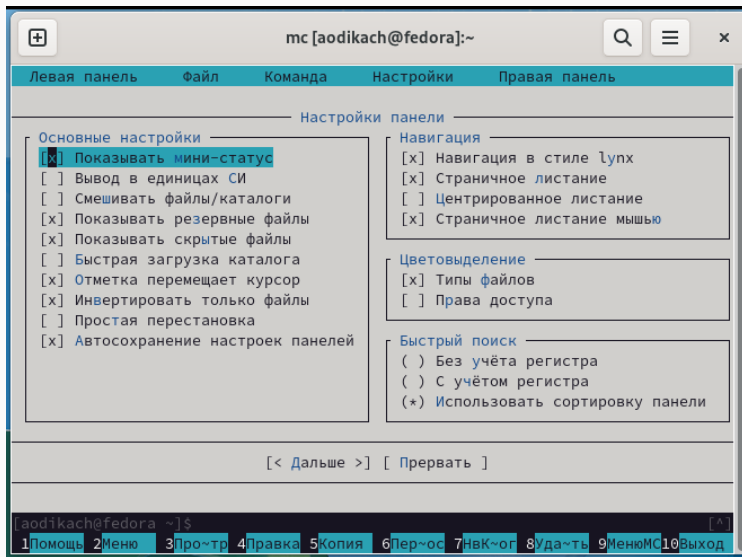 mc [aodikach@fedora]:~
Левая панель Файл Команда Настройки Правая панель
Настройки панели
Основные настройки
[x] Показывать мини-статус
[ ] Вывод в единицах СИ
[ ] Смешивать файлы/каталоги
[x] Показывать резервные файлы
[x] Показывать скрытые файлы
[ ] Быстрая загрузка каталога
[x] Отметка перемещает курсор
[x] Инвертировать только файлы
[ ] Простая перестановка
[x] Автосохранение настроек панелей
Навигация
[x] Навигация в стиле lynx
[x] Страничное листание
[ ] Центрированное листание
[x] Страничное листание мышью
Цветовыделение
[x] Типы файлов
[ ] Права доступа
Быстрый поиск
( ) Без учёта регистра
( ) С учётом регистра
(*) Использовать сортировку панели
[< Дальше >] [ Прервать ]
[aodikach@fedora ~]$ [^]
1Помощь 2Меню 3Про~тр 4Правка 5Копия 6Пер~ос 7НвК~ог 8Уда~ть 9МенюМС 10Выход